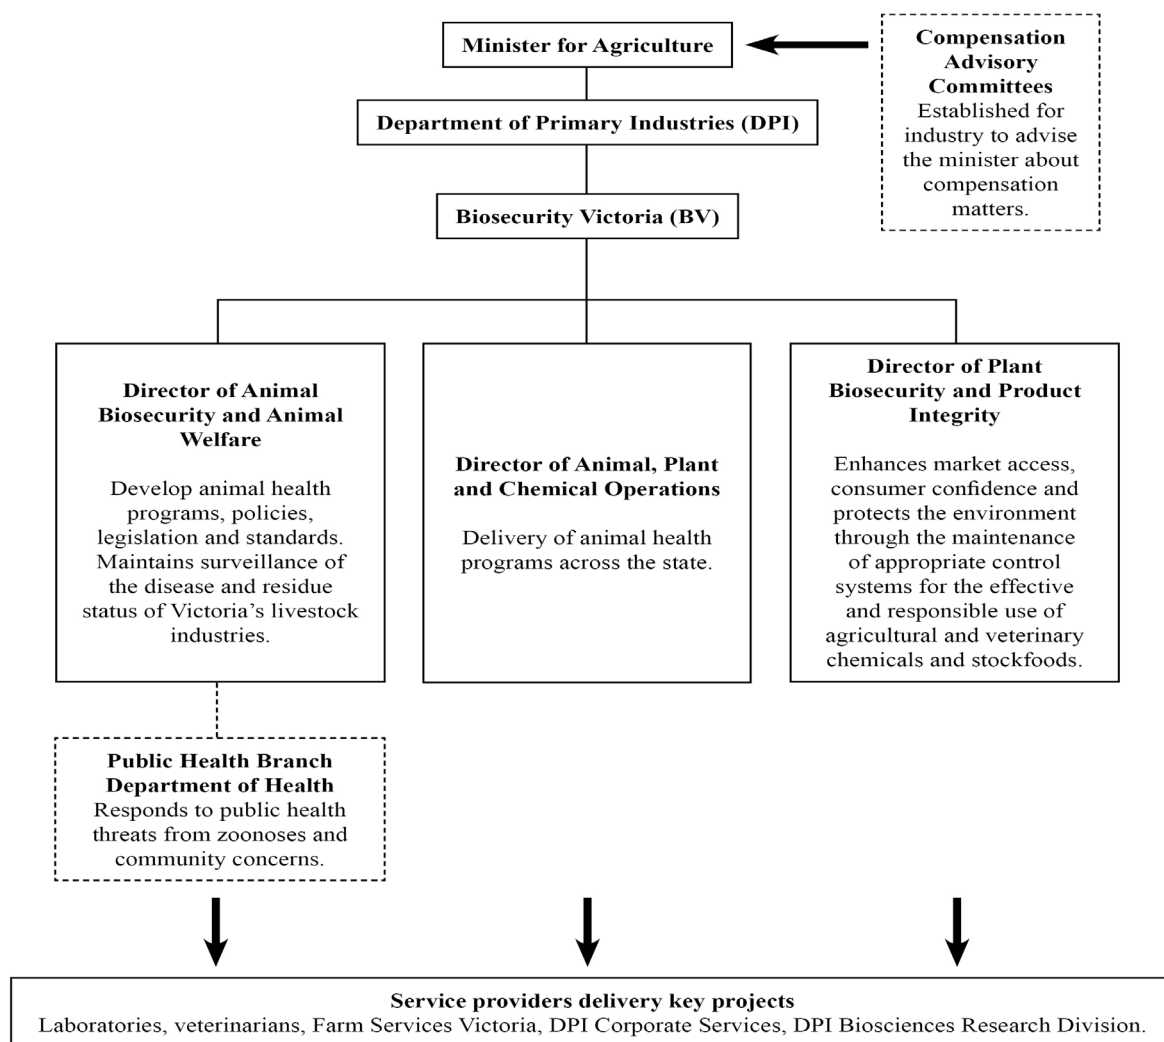 Minister for Agriculture
Compensation
Advisory
Committees
Established for
industry to advise
the minister about
compensation
matters.
Department of Primary Industries (DPI)
Biosecurity Victoria (BV)
Director of Animal
Biosecurity and Animal
Welfare
Develop animal health
programs, policies,
legislation and standards.
Maintains surveillance of
the disease and residue
status of Victoria’s livestock
industries.
Director of Animal, Plant
and Chemical Operations
Delivery of animal health
programs across the state.
Director of Plant
Biosecurity and Product
Integrity
Enhances market access,
consumer confidence and
protects the environment
through the maintenance
of appropriate control
systems for the effective
and responsible use of
agricultural and veterinary
chemicals and stockfoods.
Public Health Branch
Department of Health
Responds to public health
threats from zoonoses and
community concerns.
Service providers delivery key projects
Laboratories, veterinarians, Farm Services Victoria, DPI Corporate Services, DPI Biosciences Research Division.